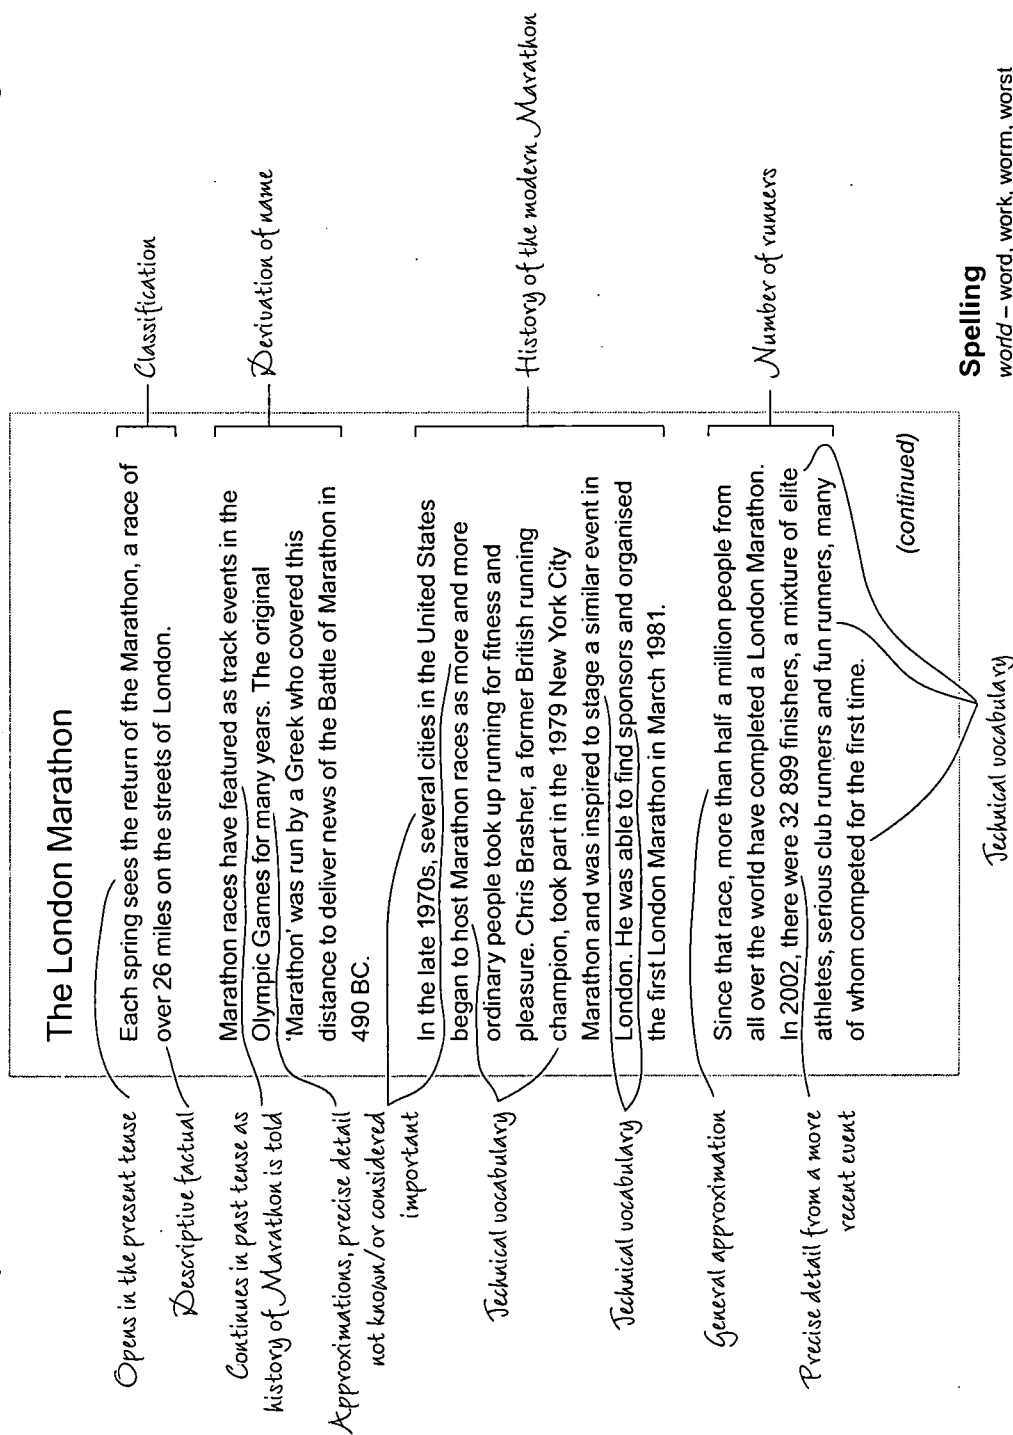 The London Marathon
Each spring sees the return of the Marathon, a race of
over 26 miles on the streets of London.
Marathon races have featured as track events in the
Olympic Games for many years. The original
'Marathon' was run by a Greek who covered this
distance to deliver news of the Battle of Marathon in
490 BC.
In the late 1970s, several cities in the United States
began to host Marathon races as more and more
ordinary people took up running for fitness and
pleasure. Chris Brasher, a former British running
champion, took part in the 1979 New York City
Marathon and was inspired to stage a similar event in
London. He was able to find sponsors and organised
the first London Marathon in March 1981.
Since that race, more than half a million people from
all over the world have completed a London Marathon.
In 2002, there were 32 899 finishers, a mixture of elite
athletes, serious club runners and fun runners, many
of whom competed for the first time.
(continued)
Opens in the present tense
Descriptive factual
Continues in past tense as
history of Marathon is told
Approximations, precise detail
not known/or considered
important
Technical vocabulary
Technical vocabulary
General approximation
Precise detail from a more
recent event
Classification
Derivation of name
History of the modern Marathon
Number of runners
Technical vocabulary
Spelling
world – word, work, worm, worst